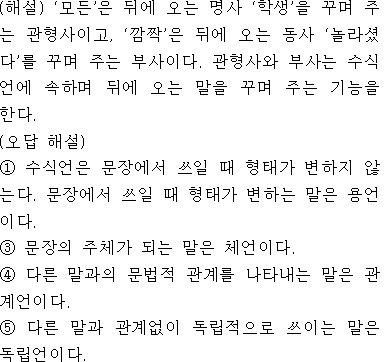 (해설) ‘모든’은 뒤에 오는 명사 ‘학생’을 꾸며 주
는 관형사이고, ‘깜짝’은 뒤에 오는 동사 ‘놀라셨
다’를 꾸며 주는 부사이다. 관형사와 부사는 수식
언에 속하며 뒤에 오는 말을 꾸며 주는 기능을
한다.
(오답 해설)
① 수식언은 문장에서 쓰일 때 형태가 변하지 않
는다. 문장에서 쓰일 때 형태가 변하는 말은 용언
이다.
③ 문장의 주체가 되는 말은 체언이다.
④ 다른 말과의 문법적 관계를 나타내는 말은 관
계언이다.
⑤ 다른 말과 관계없이 독립적으로 쓰이는 말은
독립언이다.